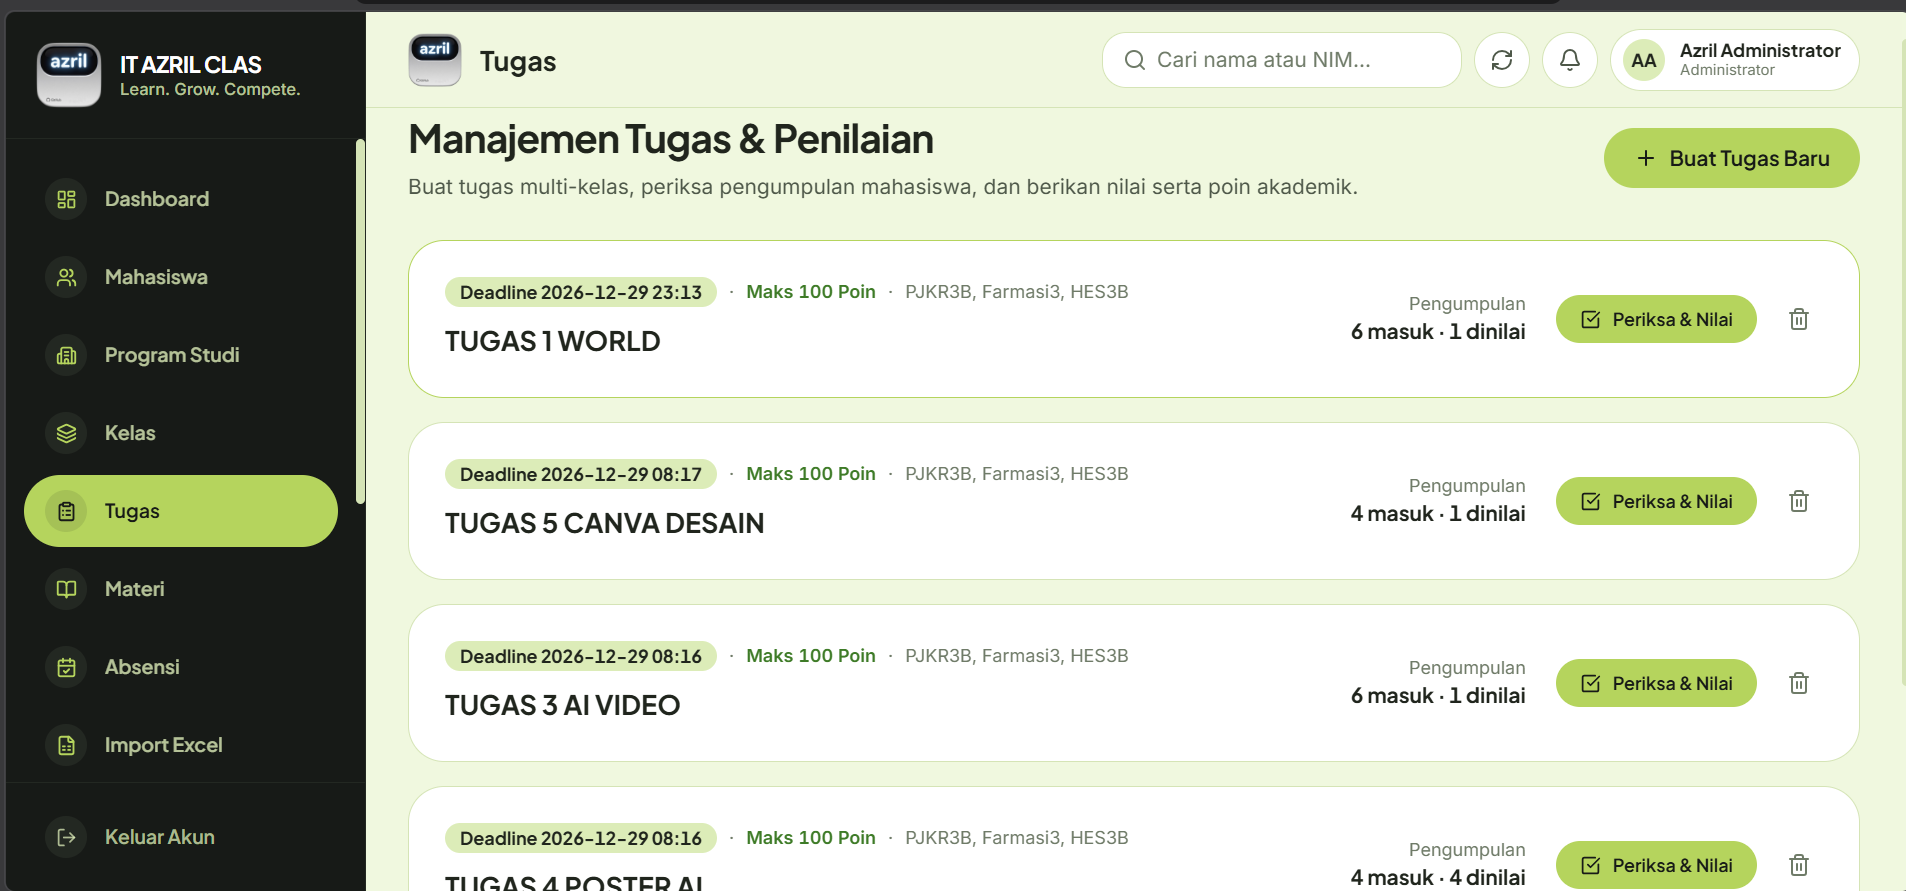 azril
IT AZRIL CLAS
Learn. Grow. Compete.
Dashboard
Mahasiswa
Program Studi
Kelas
Tugas
Materi
Absensi
Import Excel
Keluar Akun
azril
Tugas
Cari nama atau NIM...
AA
Azril Administrator
Administrator
Manajemen Tugas & Penilaian
Buat tugas multi-kelas, periksa pengumpulan mahasiswa, dan berikan nilai serta poin akademik.
+ Buat Tugas Baru
Deadline 2026-12-29 23:13 · Maks 100 Poin · PJKR3B, Farmasi3, HES3B
TUGAS 1 WORLD
Pengumpulan
6 masuk · 1 dinilai
Periksa & Nilai
Deadline 2026-12-29 08:17 · Maks 100 Poin · PJKR3B, Farmasi3, HES3B
TUGAS 5 CANVA DESAIN
Pengumpulan
4 masuk · 1 dinilai
Periksa & Nilai
Deadline 2026-12-29 08:16 · Maks 100 Poin · PJKR3B, Farmasi3, HES3B
TUGAS 3 AI VIDEO
Pengumpulan
6 masuk · 1 dinilai
Periksa & Nilai
Deadline 2026-12-29 08:16 · Maks 100 Poin · PJKR3B, Farmasi3, HES3B
TUGAS 4 POSTER AI
Pengumpulan
4 masuk · 4 dinilai
Periksa & Nilai